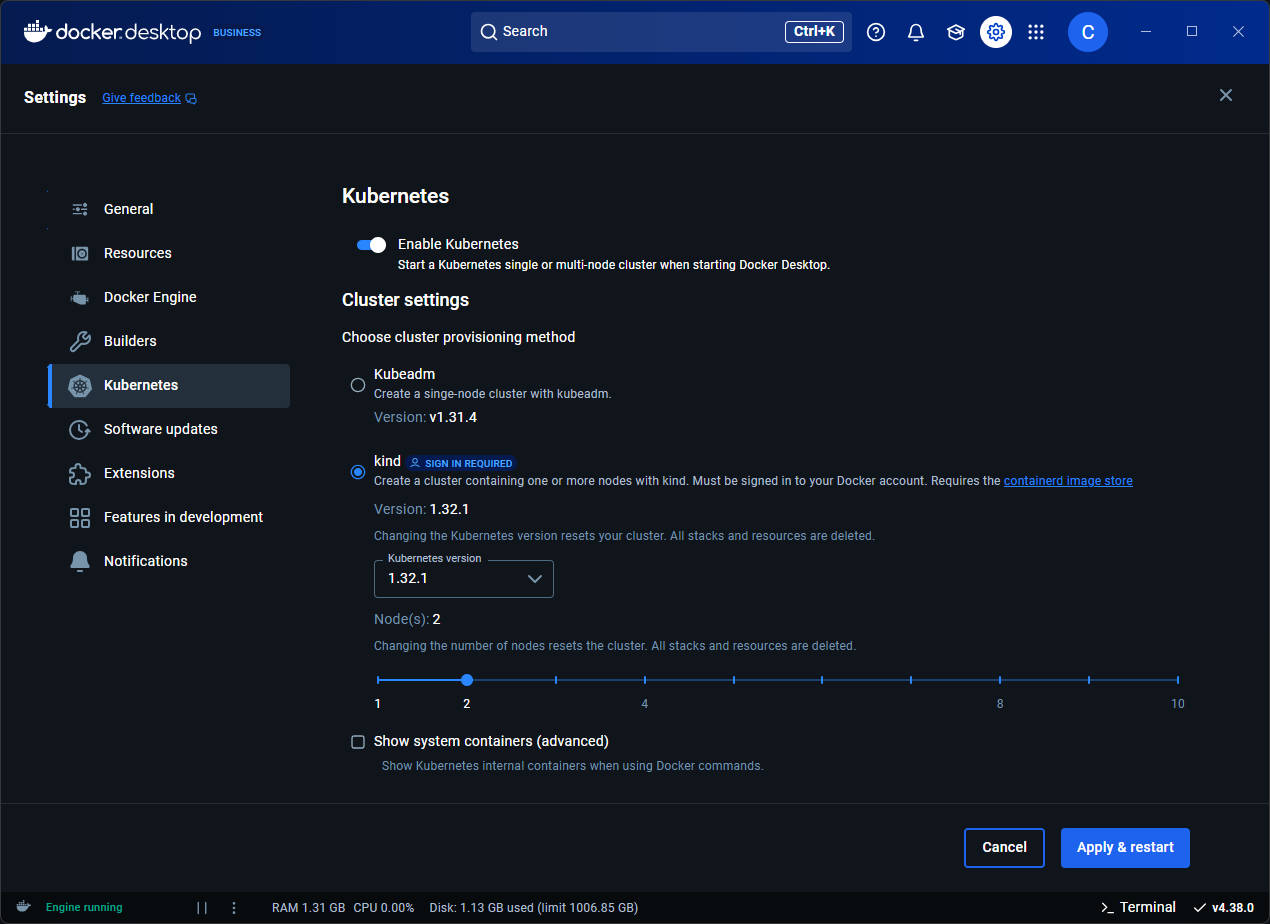 docker.desktop BUSINESS
Search
Ctrl+K
C
Settings
Give feedback
General
Resources
Docker Engine
Builders
Kubernetes
Software updates
Extensions
Features in development
Notifications
Kubernetes
Enable Kubernetes
Start a Kubernetes single or multi-node cluster when starting Docker Desktop.
Cluster settings
Choose cluster provisioning method
Kubeadm
Create a singe-node cluster with kubeadm.
Version: v1.31.4
kind SIGN IN REQUIRED
Create a cluster containing one or more nodes with kind. Must be signed in to your Docker account. Requires the containerd image store
Version: 1.32.1
Changing the Kubernetes version resets your cluster. All stacks and resources are deleted.
Kubernetes version
1.32.1
Node(s): 2
Changing the number of nodes resets the cluster. All stacks and resources are deleted.
1 2 4 8 10
Show system containers (advanced)
Show Kubernetes internal containers when using Docker commands.
Cancel
Apply & restart
Engine running
RAM 1.31 GB CPU 0.00% Disk: 1.13 GB used (limit 1006.85 GB)
Terminal
v4.38.0